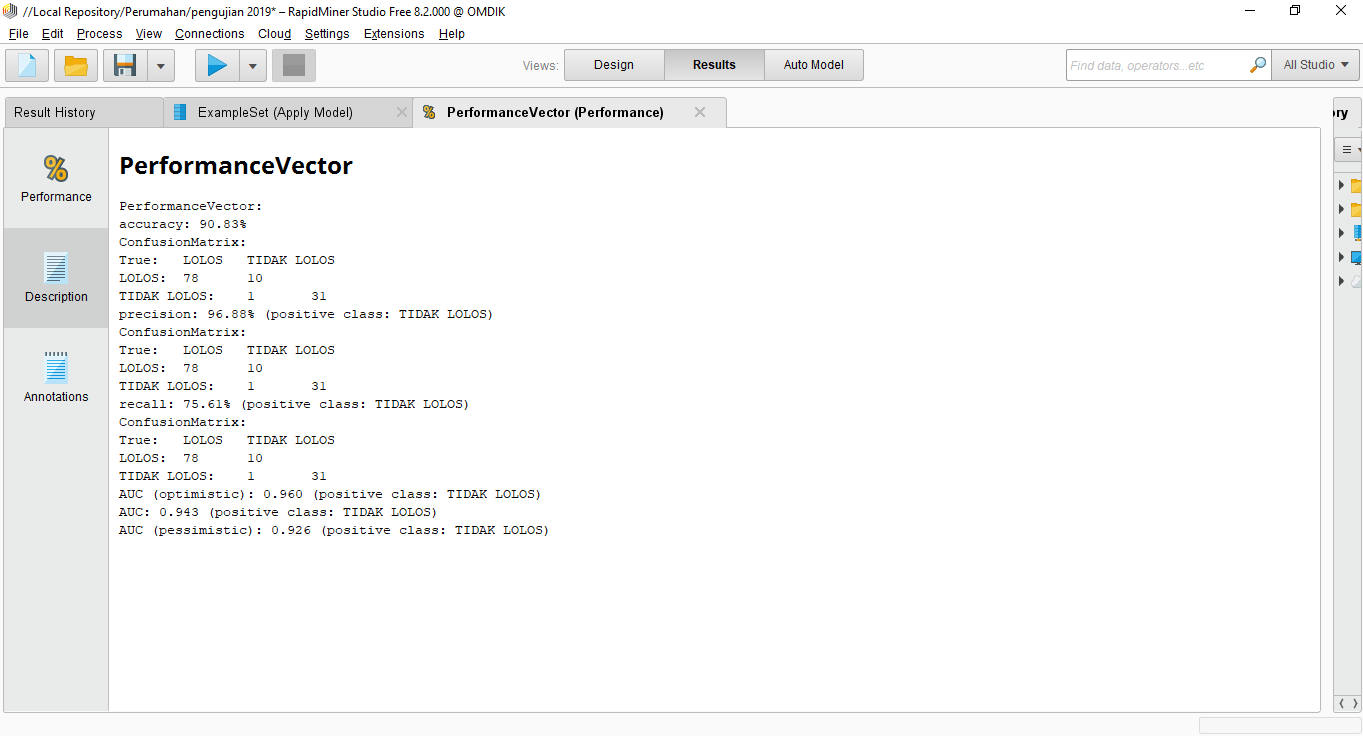 //Local Repository/Perumahan/pengujian 2019* – RapidMiner Studio Free 8.2.000 @ OMDIK
File Edit Process View Connections Cloud Settings Extensions Help
Views: Design Results Auto Model Find data, operators...etc All Studio
Result History ExampleSet (Apply Model) PerformanceVector (Performance) ory
Performance
Description
Annotations
PerformanceVector
PerformanceVector:
accuracy: 90.83%
ConfusionMatrix:
True: LOLOS TIDAK LOLOS
LOLOS: 78 10
TIDAK LOLOS: 1 31
precision: 96.88% (positive class: TIDAK LOLOS)
ConfusionMatrix:
True: LOLOS TIDAK LOLOS
LOLOS: 78 10
TIDAK LOLOS: 1 31
recall: 75.61% (positive class: TIDAK LOLOS)
ConfusionMatrix:
True: LOLOS TIDAK LOLOS
LOLOS: 78 10
TIDAK LOLOS: 1 31
AUC (optimistic): 0.960 (positive class: TIDAK LOLOS)
AUC: 0.943 (positive class: TIDAK LOLOS)
AUC (pessimistic): 0.926 (positive class: TIDAK LOLOS)